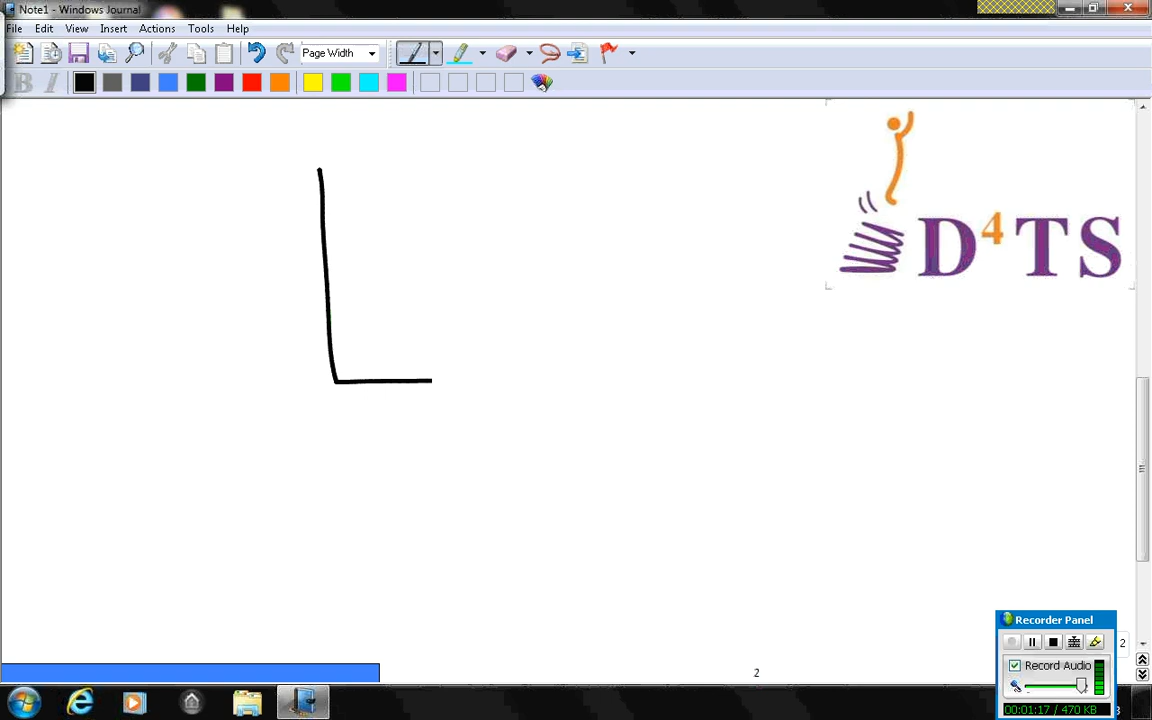 Note1 - Windows Journal
File Edit View Insert Actions Tools Help
Page Width
B I
D4TS
2
Recorder Panel
2
Record Audio
00:01:17 / 470 KB